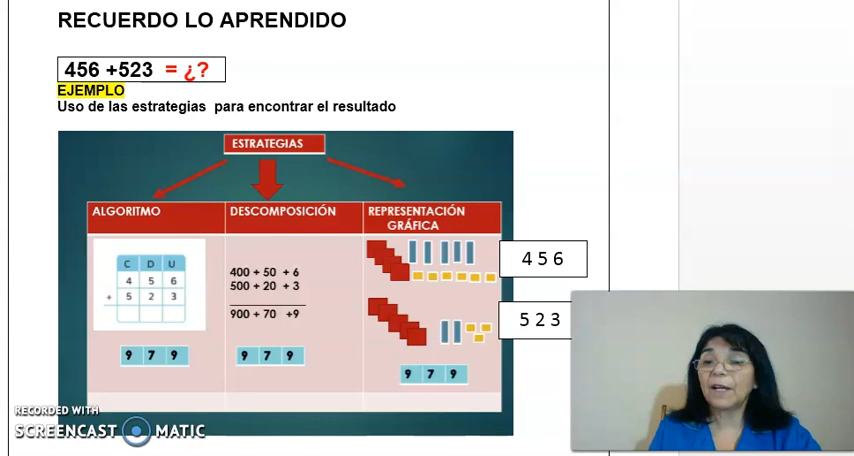 RECUERDO LO APRENDIDO
456 +523 = ¿?
EJEMPLO
Uso de las estrategias para encontrar el resultado
ESTRATEGIAS
ALGORITMO
C D U
4 5 6
+ 5 2 3
9 7 9
DESCOMPOSICIÓN
400 + 50 + 6
500 + 20 + 3
900 + 70 +9
9 7 9
REPRESENTACIÓN
GRÁFICA
4 5 6
5 2 3
9 7 9
RECORDED WITH
SCREENCAST MATIC